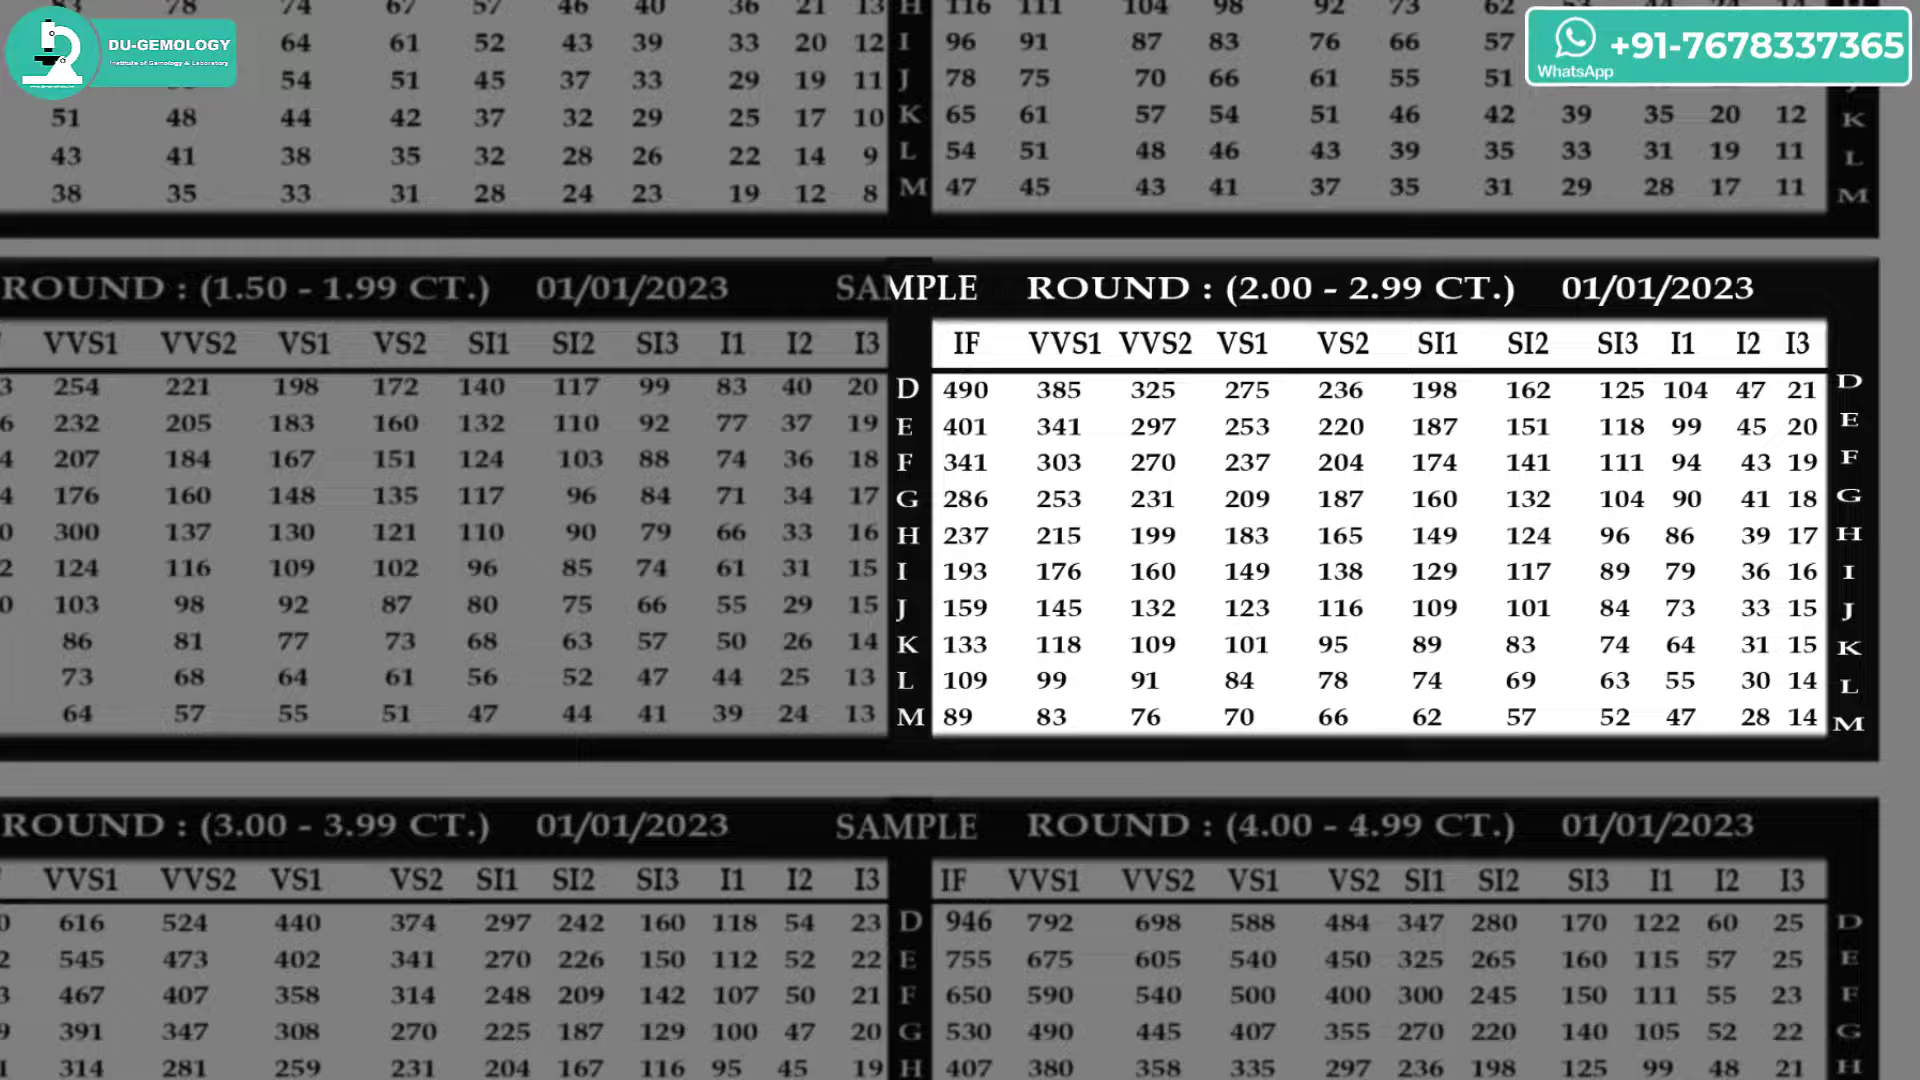 DU-GEMOLOGY
Institute of Gemology & Laboratory
WhatsApp
+91-7678337365
78 74 67 57 46 40 36 21 13
64 61 52 43 39 33 20 12
54 51 45 37 33 29 19 11
51 48 44 42 37 32 29 25 17 10
43 41 38 35 32 28 26 22 14 9
38 35 33 31 28 24 23 19 12 8
H 116 111 104 98 92 73 62
I 96 91 87 83 76 66 57
J 78 75 70 66 61 55 51
K 65 61 57 54 51 46 42 39 35 20 12 K
L 54 51 48 46 43 39 35 33 31 19 11 L
M 47 45 43 41 37 35 31 29 28 17 11 M
ROUND : (1.50 - 1.99 CT.) 01/01/2023
VVS1 VVS2 VS1 VS2 SI1 SI2 SI3 I1 I2 I3
3 254 221 198 172 140 117 99 83 40 20
6 232 205 183 160 132 110 92 77 37 19
4 207 184 167 151 124 103 88 74 36 18
4 176 160 148 135 117 96 84 71 34 17
0 300 137 130 121 110 90 79 66 33 16
2 124 116 109 102 96 85 74 61 31 15
0 103 98 92 87 80 75 66 55 29 15
86 81 77 73 68 63 57 50 26 14
73 68 64 61 56 52 47 44 25 13
64 57 55 51 47 44 41 39 24 13
SAMPLE ROUND : (2.00 - 2.99 CT.) 01/01/2023
IF VVS1 VVS2 VS1 VS2 SI1 SI2 SI3 I1 I2 I3
D 490 385 325 275 236 198 162 125 104 47 21 D
E 401 341 297 253 220 187 151 118 99 45 20 E
F 341 303 270 237 204 174 141 111 94 43 19 F
G 286 253 231 209 187 160 132 104 90 41 18 G
H 237 215 199 183 165 149 124 96 86 39 17 H
I 193 176 160 149 138 129 117 89 79 36 16 I
J 159 145 132 123 116 109 101 84 73 33 15 J
K 133 118 109 101 95 89 83 74 64 31 15 K
L 109 99 91 84 78 74 69 63 55 30 14 L
M 89 83 76 70 66 62 57 52 47 28 14 M
ROUND : (3.00 - 3.99 CT.) 01/01/2023
VVS1 VVS2 VS1 VS2 SI1 SI2 SI3 I1 I2 I3
0 616 524 440 374 297 242 160 118 54 23
2 545 473 402 341 270 226 150 112 52 22
3 467 407 358 314 248 209 142 107 50 21
9 391 347 308 270 225 187 129 100 47 20
1 314 281 259 231 204 167 116 95 45 19
SAMPLE ROUND : (4.00 - 4.99 CT.) 01/01/2023
IF VVS1 VVS2 VS1 VS2 SI1 SI2 SI3 I1 I2 I3
D 946 792 698 588 484 347 280 170 122 60 25 D
E 755 675 605 540 450 325 265 160 115 57 25 E
F 650 590 540 500 400 300 245 150 111 55 23 F
G 530 490 445 407 355 270 220 140 105 52 22 G
H 407 380 358 335 297 236 198 125 99 48 21 H